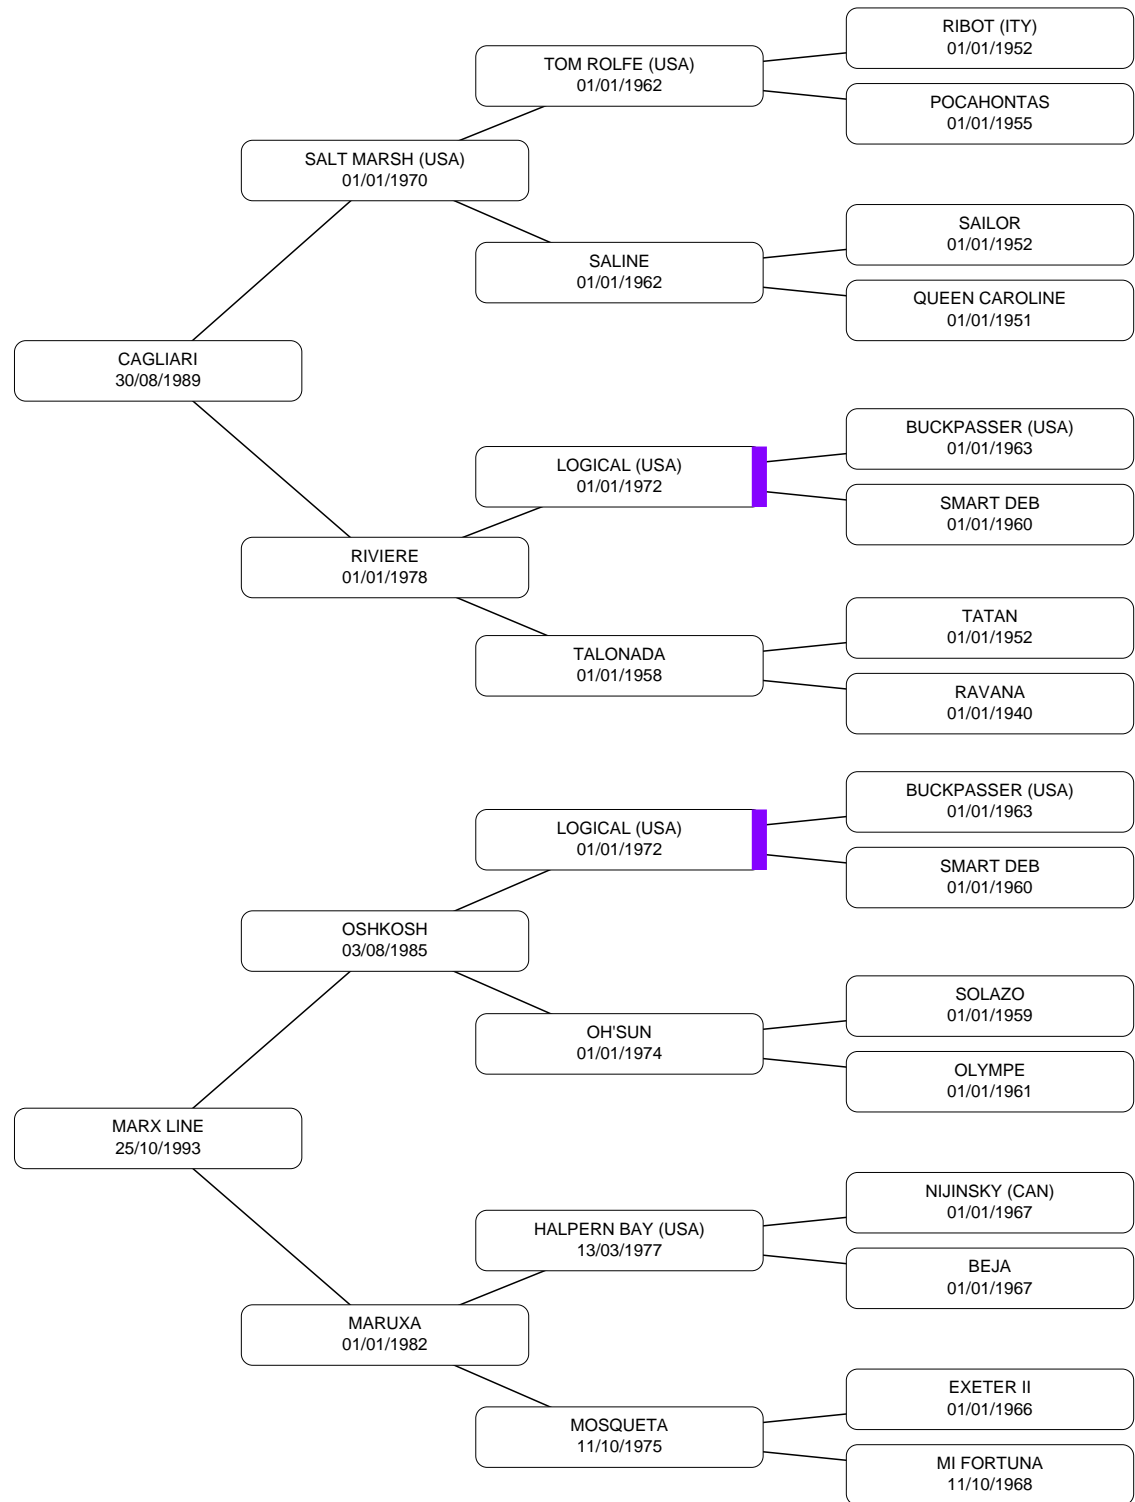 RIBOT (ITY)
01/01/1952
TOM ROLFE (USA)
01/01/1962
POCAHONTAS
01/01/1955
SALT MARSH (USA)
01/01/1970
SAILOR
01/01/1952
SALINE
01/01/1962
QUEEN CAROLINE
01/01/1951
CAGLIARI
30/08/1989
BUCKPASSER (USA)
01/01/1963
LOGICAL (USA)
01/01/1972
SMART DEB
01/01/1960
RIVIERE
01/01/1978
TATAN
01/01/1952
TALONADA
01/01/1958
RAVANA
01/01/1940
BUCKPASSER (USA)
01/01/1963
LOGICAL (USA)
01/01/1972
SMART DEB
01/01/1960
OSHKOSH
03/08/1985
SOLAZO
01/01/1959
OH'SUN
01/01/1974
OLYMPE
01/01/1961
MARX LINE
25/10/1993
NIJINSKY (CAN)
01/01/1967
HALPERN BAY (USA)
13/03/1977
BEJA
01/01/1967
MARUXA
01/01/1982
EXETER II
01/01/1966
MOSQUETA
11/10/1975
MI FORTUNA
11/10/1968